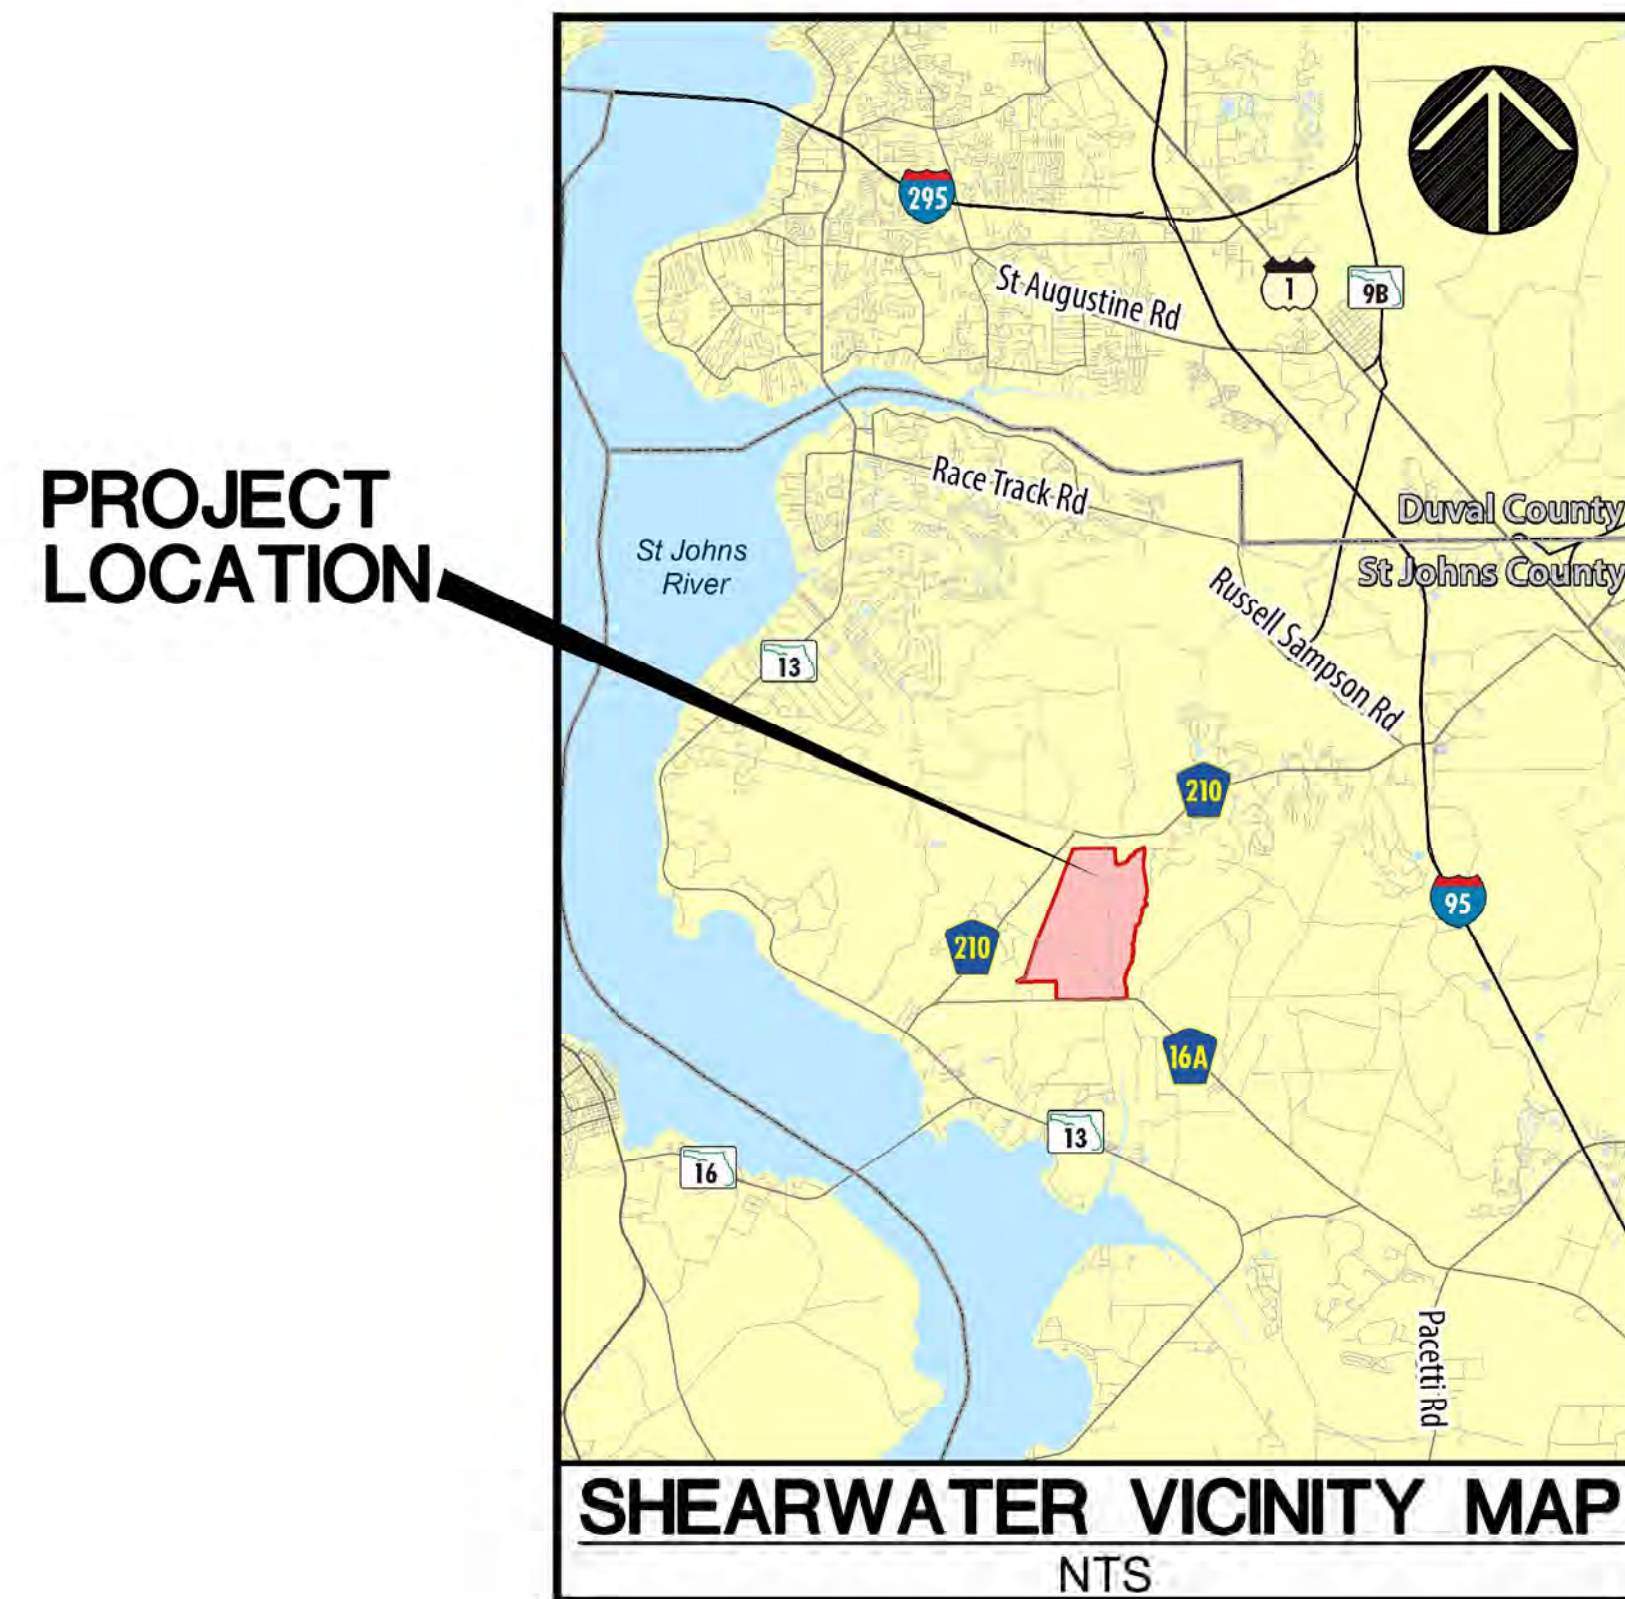 295
St Augustine Rd
1
9B
Race Track Rd
PROJECT
LOCATION
Duval County
St Johns County
St Johns
River
Russell Sampson Rd
13
210
95
210
16A
13
16
Pacetti Rd
SHEARWATER VICINITY MAP
NTS